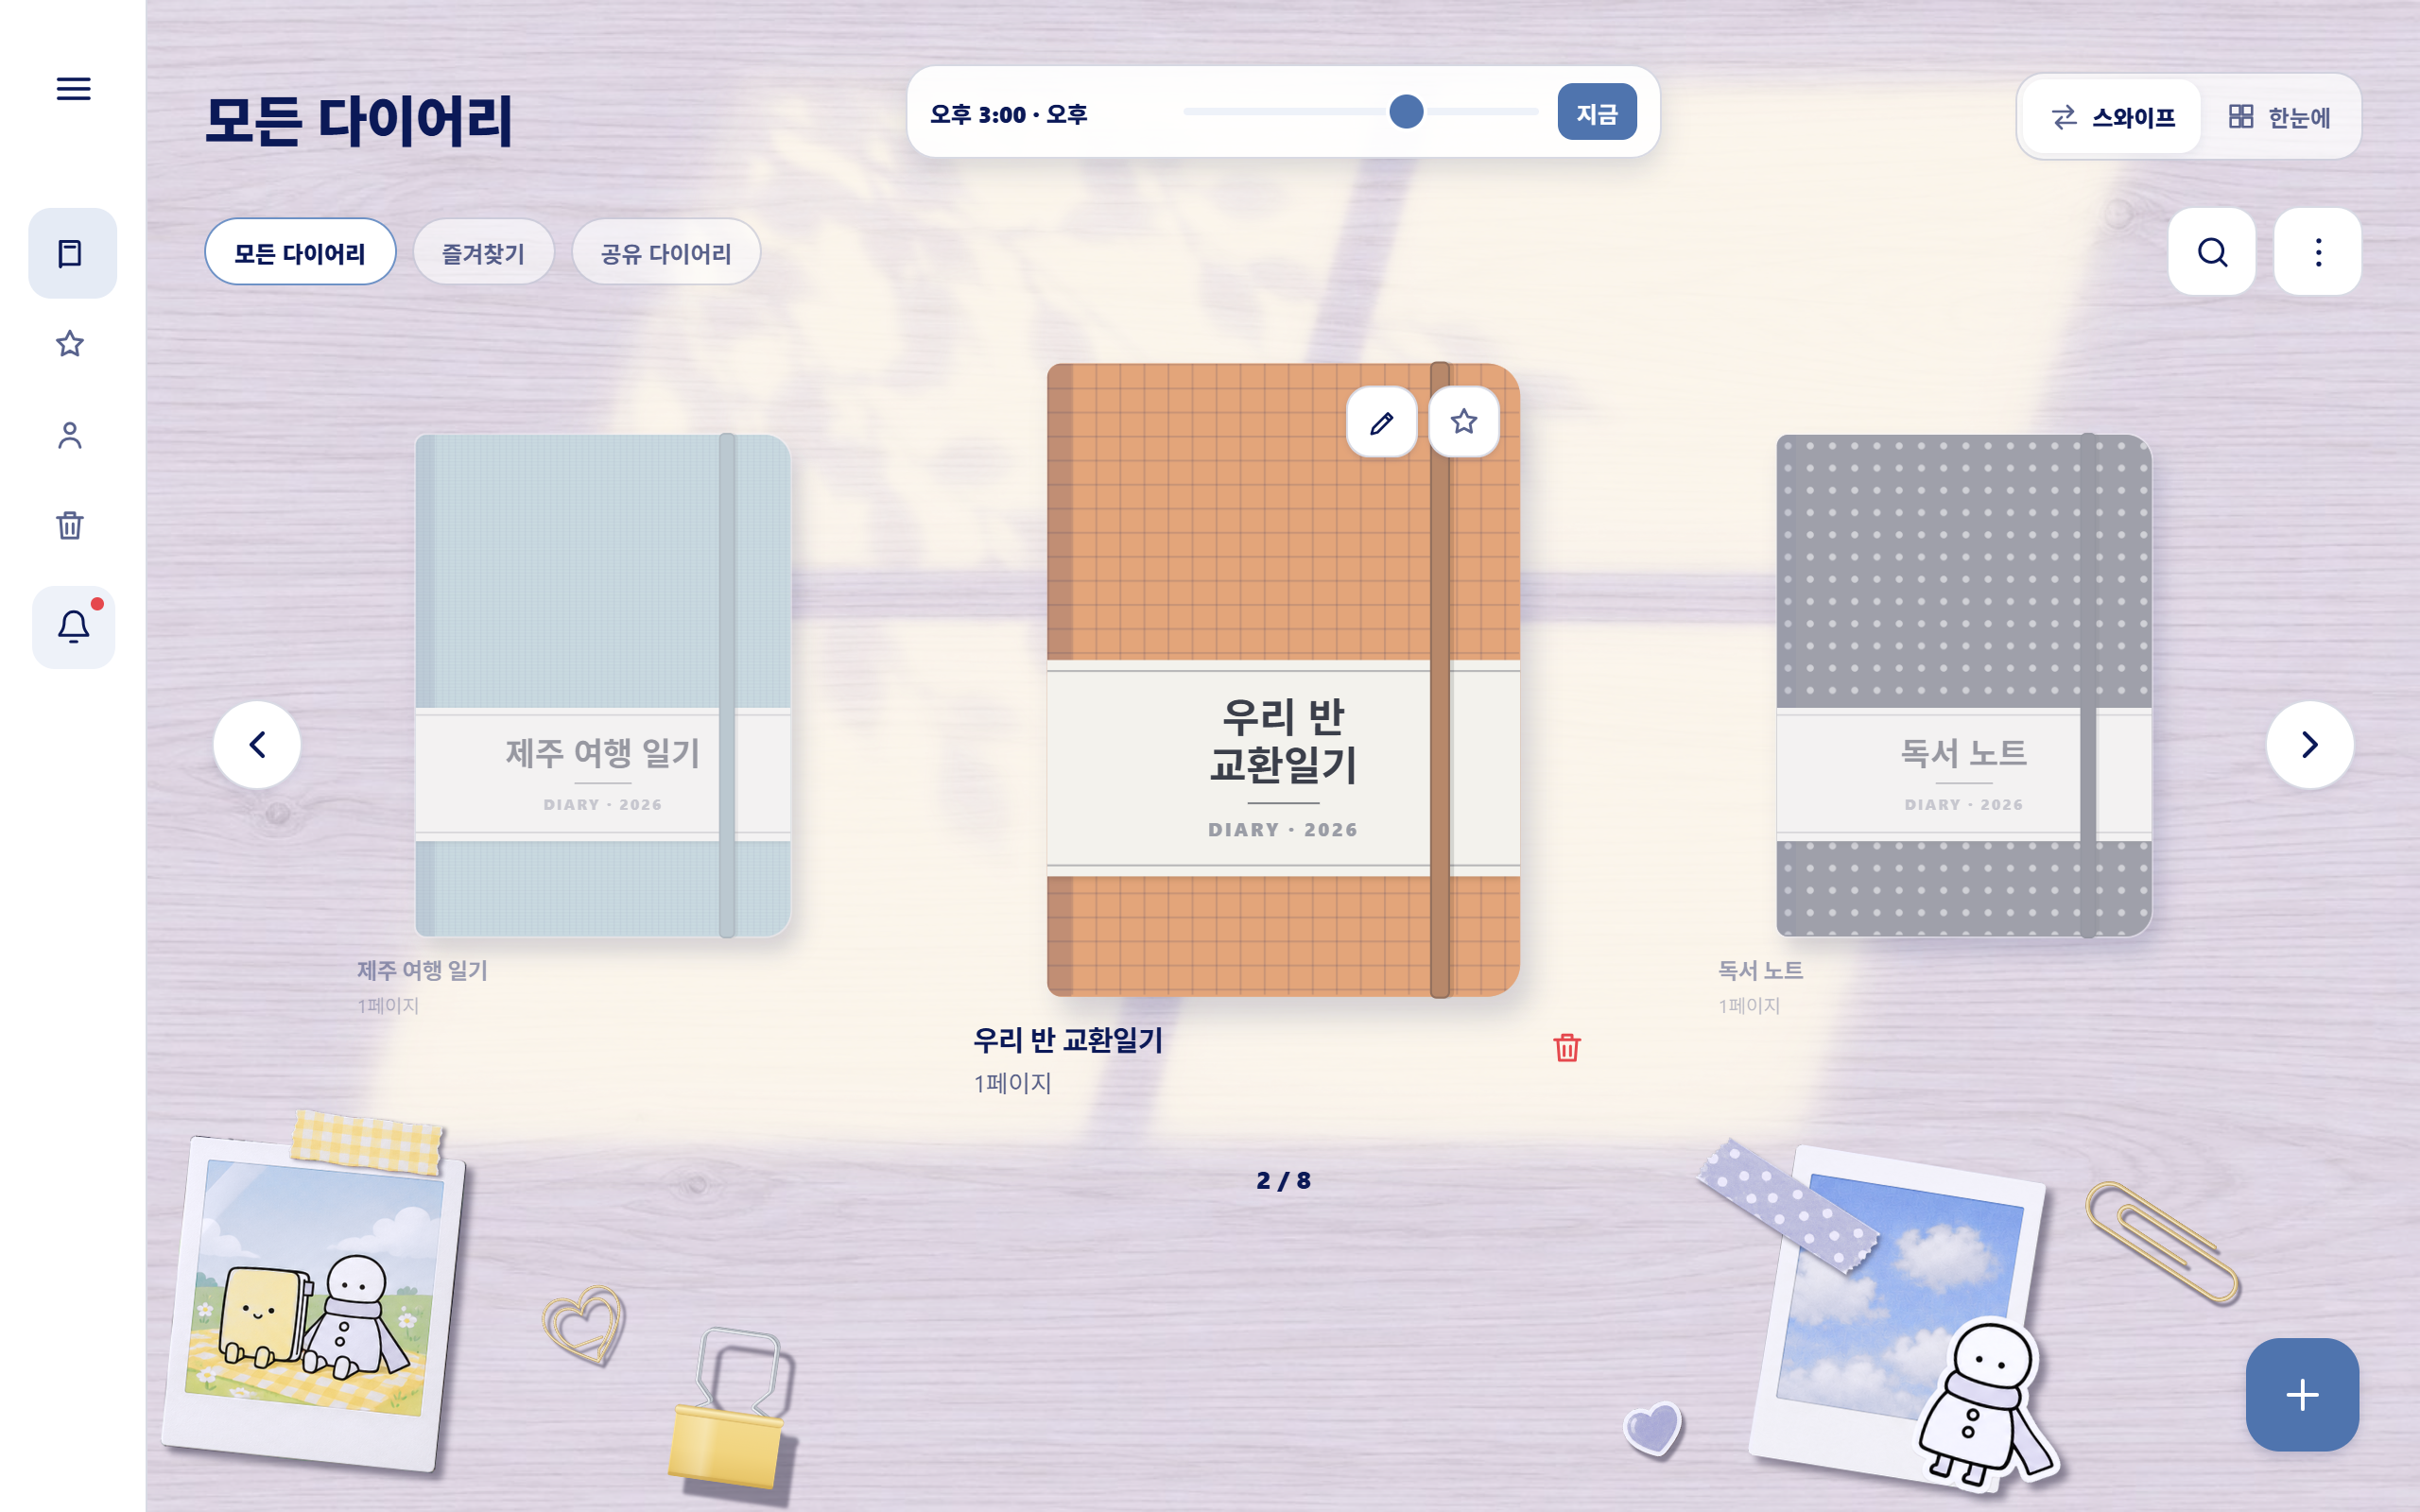 모든 다이어리
오후 3:00 · 오후
지금
스와이프
한눈에
모든 다이어리
즐겨찾기
공유 다이어리
제주 여행 일기
DIARY · 2026
제주 여행 일기
1페이지
우리 반
교환일기
DIARY · 2026
우리 반 교환일기
1페이지
독서 노트
DIARY · 2026
독서 노트
1페이지
2 / 8